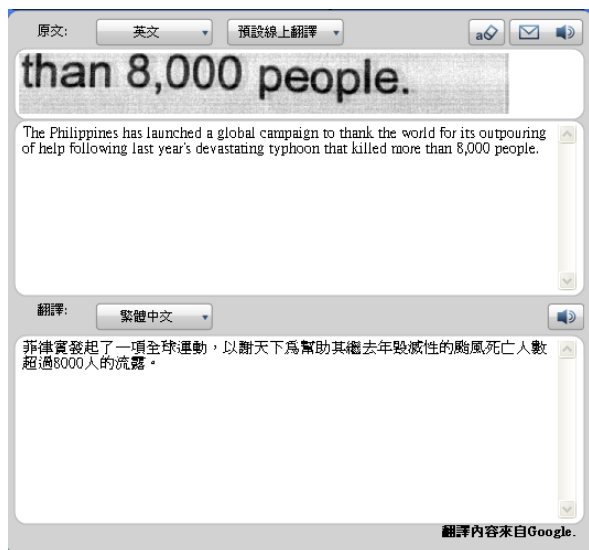 原文: 英文 預設線上翻譯
than 8,000 people.
The Philippines has launched a global campaign to thank the world for its outpouring
of help following last year's devastating typhoon that killed more than 8,000 people.
翻譯: 繁體中文
菲律賓發起了一項全球運動，以謝天下爲幫助其繼去年毀滅性的颱風死亡人數
超過8000人的流露。
翻譯內容來自Google.